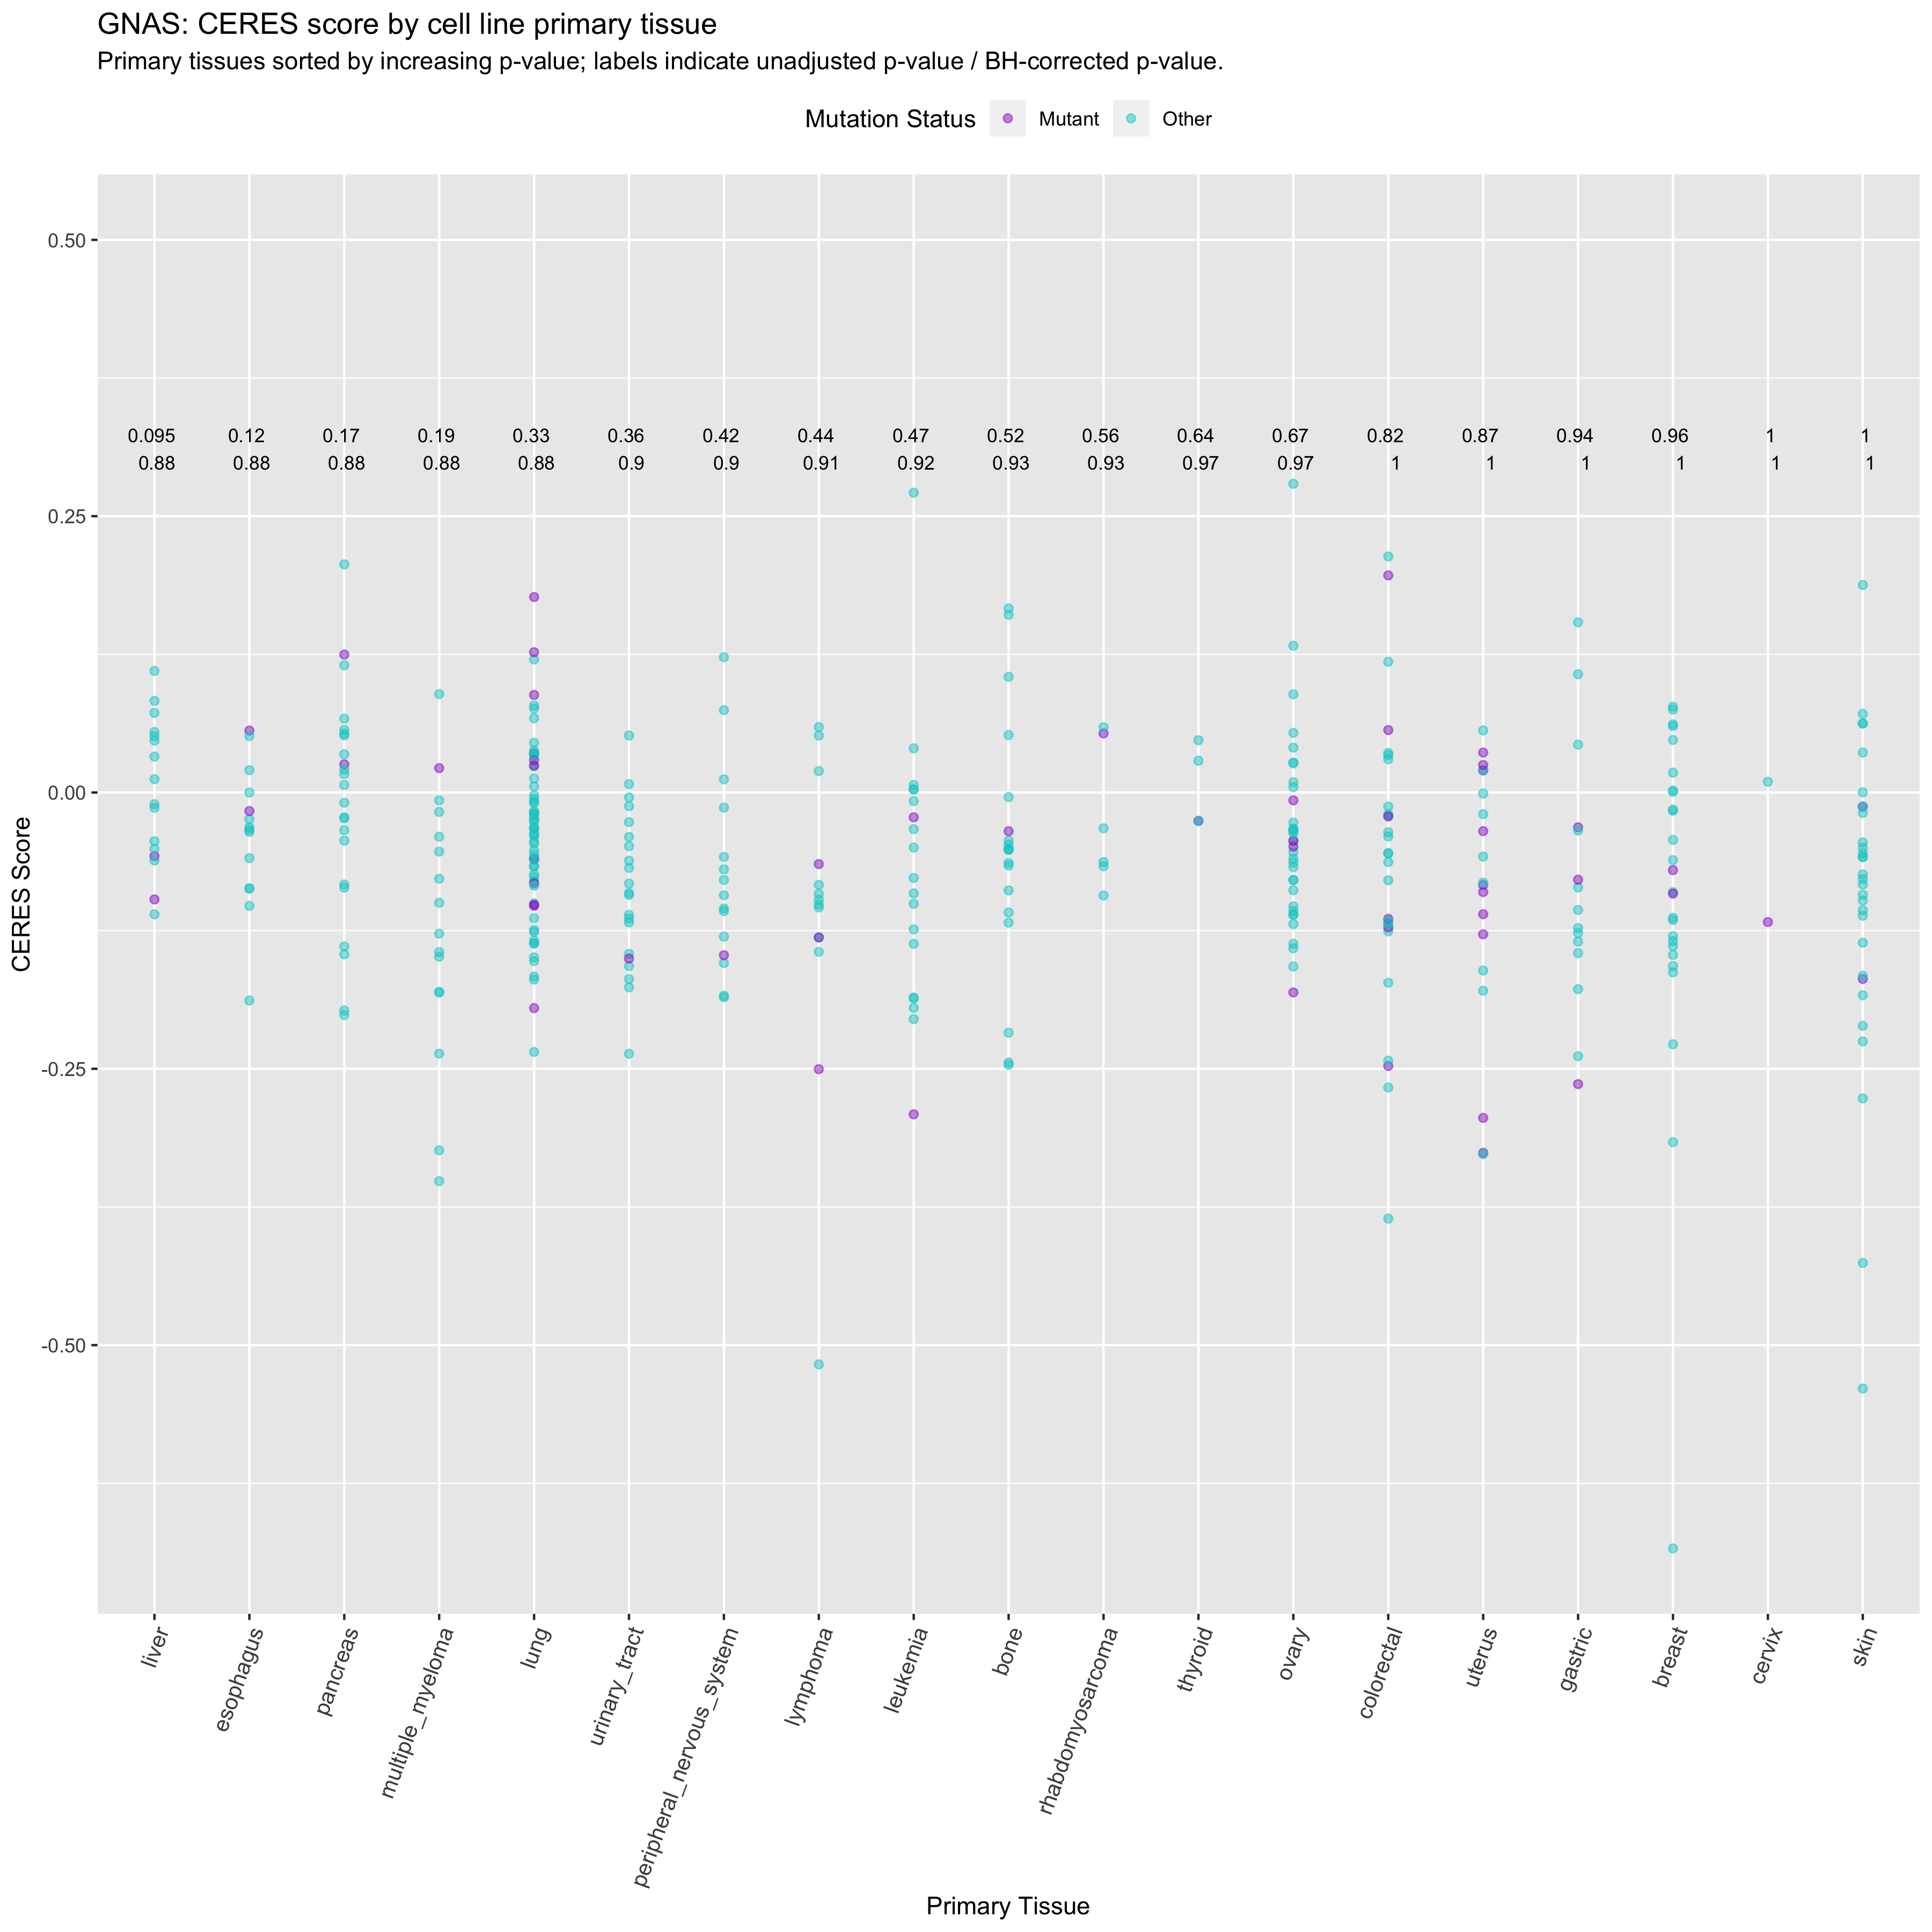 GNAS: CERES score by cell line primary tissue
Primary tissues sorted by increasing p-value; labels indicate unadjusted p-value / BH-corrected p-value.
Mutation Status Mutant Other
0.50
0.095 0.12 0.17 0.19 0.33 0.36 0.42 0.44 0.47 0.52 0.56 0.64 0.67 0.82 0.87 0.94 0.96 1 1
0.88 0.88 0.88 0.88 0.88 0.9 0.9 0.91 0.92 0.93 0.93 0.97 0.97 1 1 1 1 1 1
0.25
0.00
-0.25
-0.50
CERES Score
liver
esophagus
pancreas
multiple_myeloma
lung
urinary_tract
peripheral_nervous_system
lymphoma
leukemia
bone
rhabdomyosarcoma
thyroid
ovary
colorectal
uterus
gastric
breast
cervix
skin
Primary Tissue